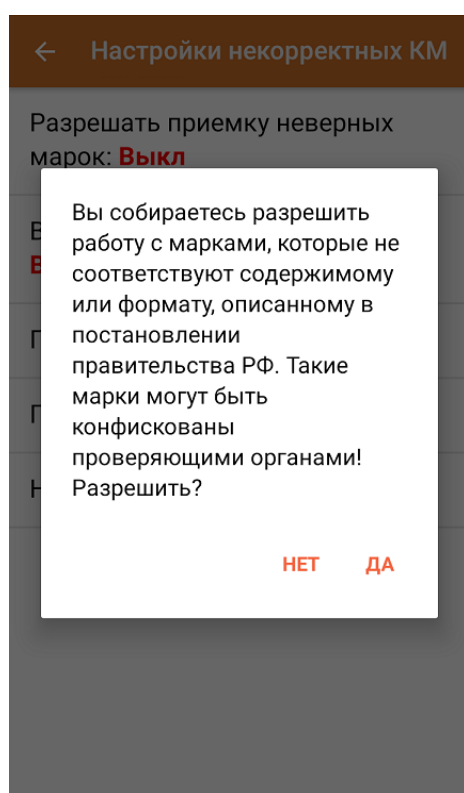 Настройки некорректных КМ
Разрешать приемку неверных
марок: Выкл
Вы собираетесь разрешить
работу с марками, которые не
соответствуют содержимому
или формату, описанному в
постановлении
правительства РФ. Такие
марки могут быть
конфискованы
проверяющими органами!
Разрешить?
НЕТ ДА